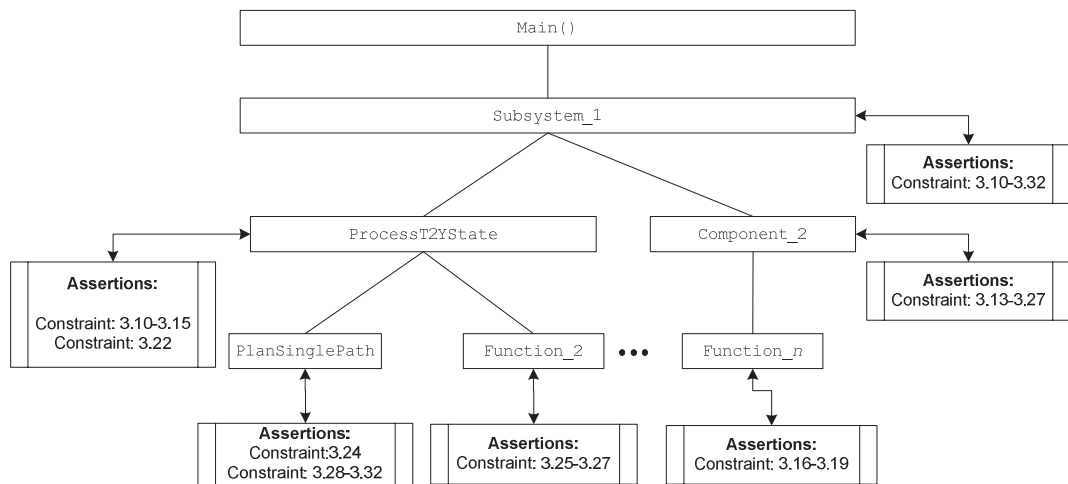 Main()
Subsystem_1
Assertions:
Constraint: 3.10-3.32
ProcessT2YState
Component_2
Assertions:
Constraint: 3.10-3.15
Constraint: 3.22
Assertions:
Constraint: 3.13-3.27
PlanSinglePath
Function_2
•••
Function_n
Assertions:
Constraint:3.24
Constraint: 3.28-3.32
Assertions:
Constraint: 3.25-3.27
Assertions:
Constraint: 3.16-3.19